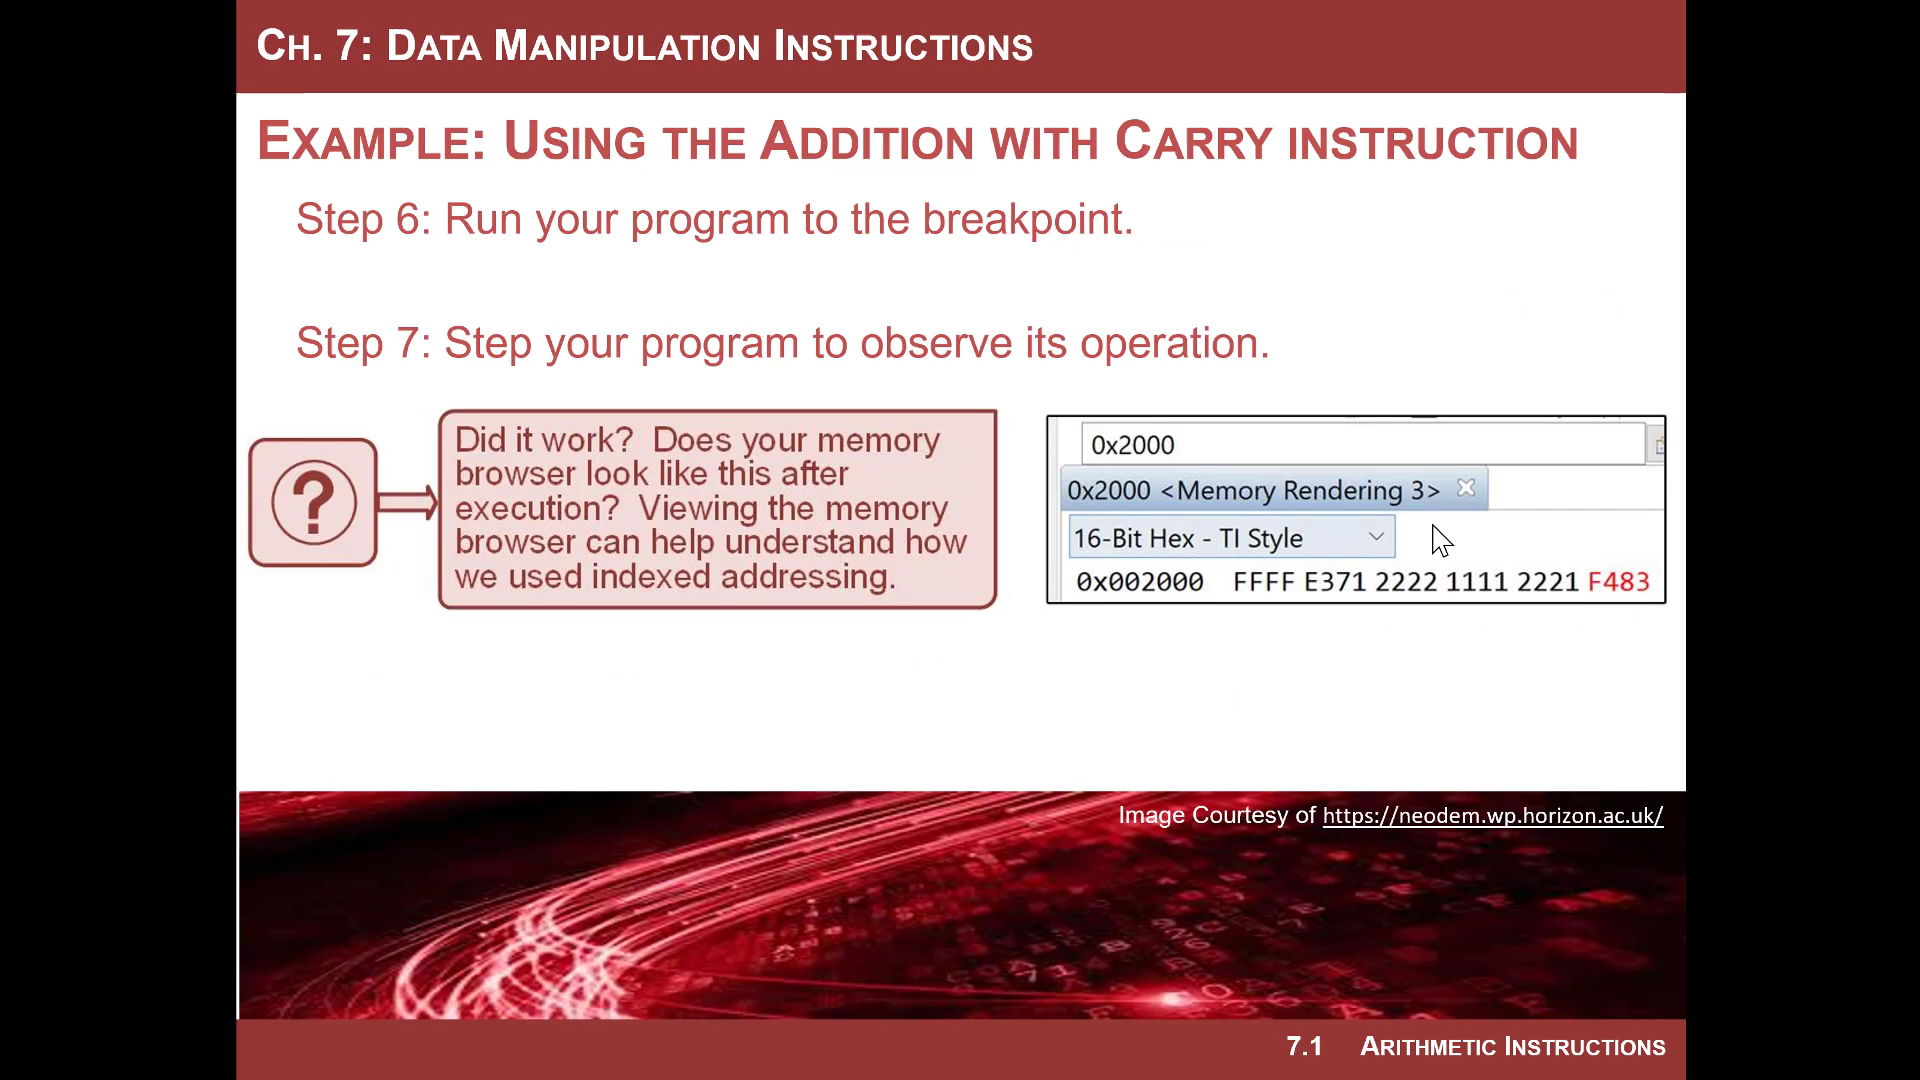 CH. 7: DATA MANIPULATION INSTRUCTIONS
EXAMPLE: USING THE ADDITION WITH CARRY INSTRUCTION
Step 6: Run your program to the breakpoint.
Step 7: Step your program to observe its operation.
?
Did it work? Does your memory
browser look like this after
execution? Viewing the memory
browser can help understand how
we used indexed addressing.
0x2000
0x2000 <Memory Rendering 3>
16-Bit Hex - TI Style
0x002000 FFFF E371 2222 1111 2221 F483
Image Courtesy of https://neodem.wp.horizon.ac.uk/
7.1 ARITHMETIC INSTRUCTIONS